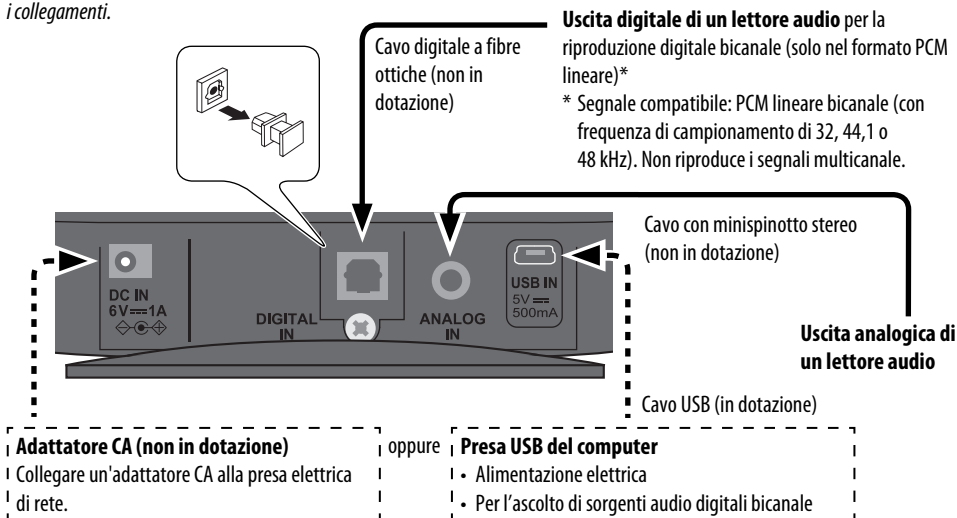 i collegamenti.
Cavo digitale a fibre
ottiche (non in
dotazione)
Uscita digitale di un lettore audio per la
riproduzione digitale bicanale (solo nel formato PCM
lineare)*
* Segnale compatibile: PCM lineare bicanale (con
frequenza di campionamento di 32, 44,1 o
48 kHz). Non riproduce i segnali multicanale.
Cavo con minispinotto stereo
(non in dotazione)
DC IN
6V 1A
DIGITAL
IN
ANALOG
IN
USB IN
5V
500mA
Uscita analogica di
un lettore audio
Cavo USB (in dotazione)
Adattatore CA (non in dotazione)
Collegare un'adattatore CA alla presa elettrica
di rete.
oppure
Presa USB del computer
• Alimentazione elettrica
• Per l’ascolto di sorgenti audio digitali bicanale